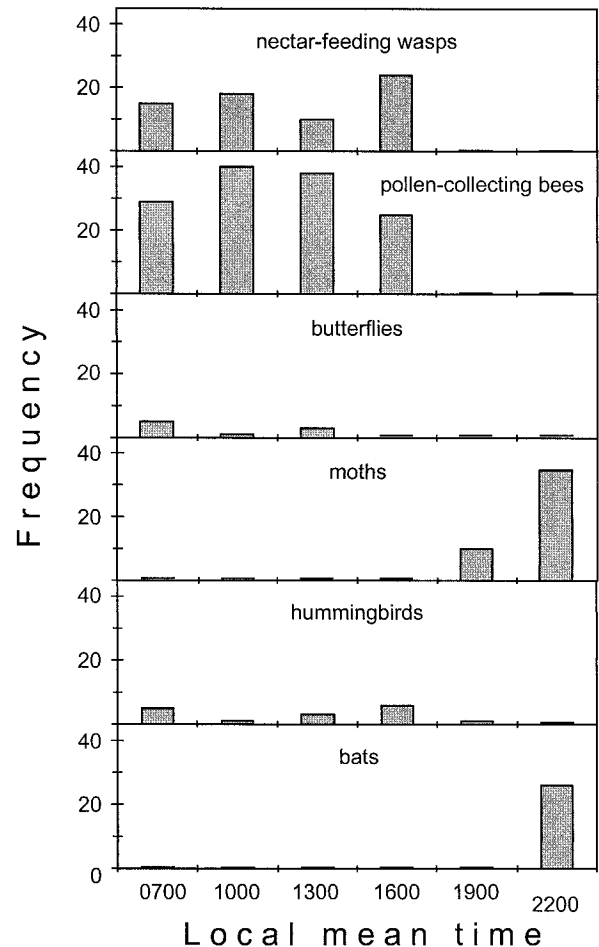 40
nectar-feeding wasps
20
40
pollen-collecting bees
20
40
butterflies
20
40
moths
20
40
hummingbirds
20
40
bats
20
0
Frequency
0700 1000 1300 1600 1900 2200
Local mean time